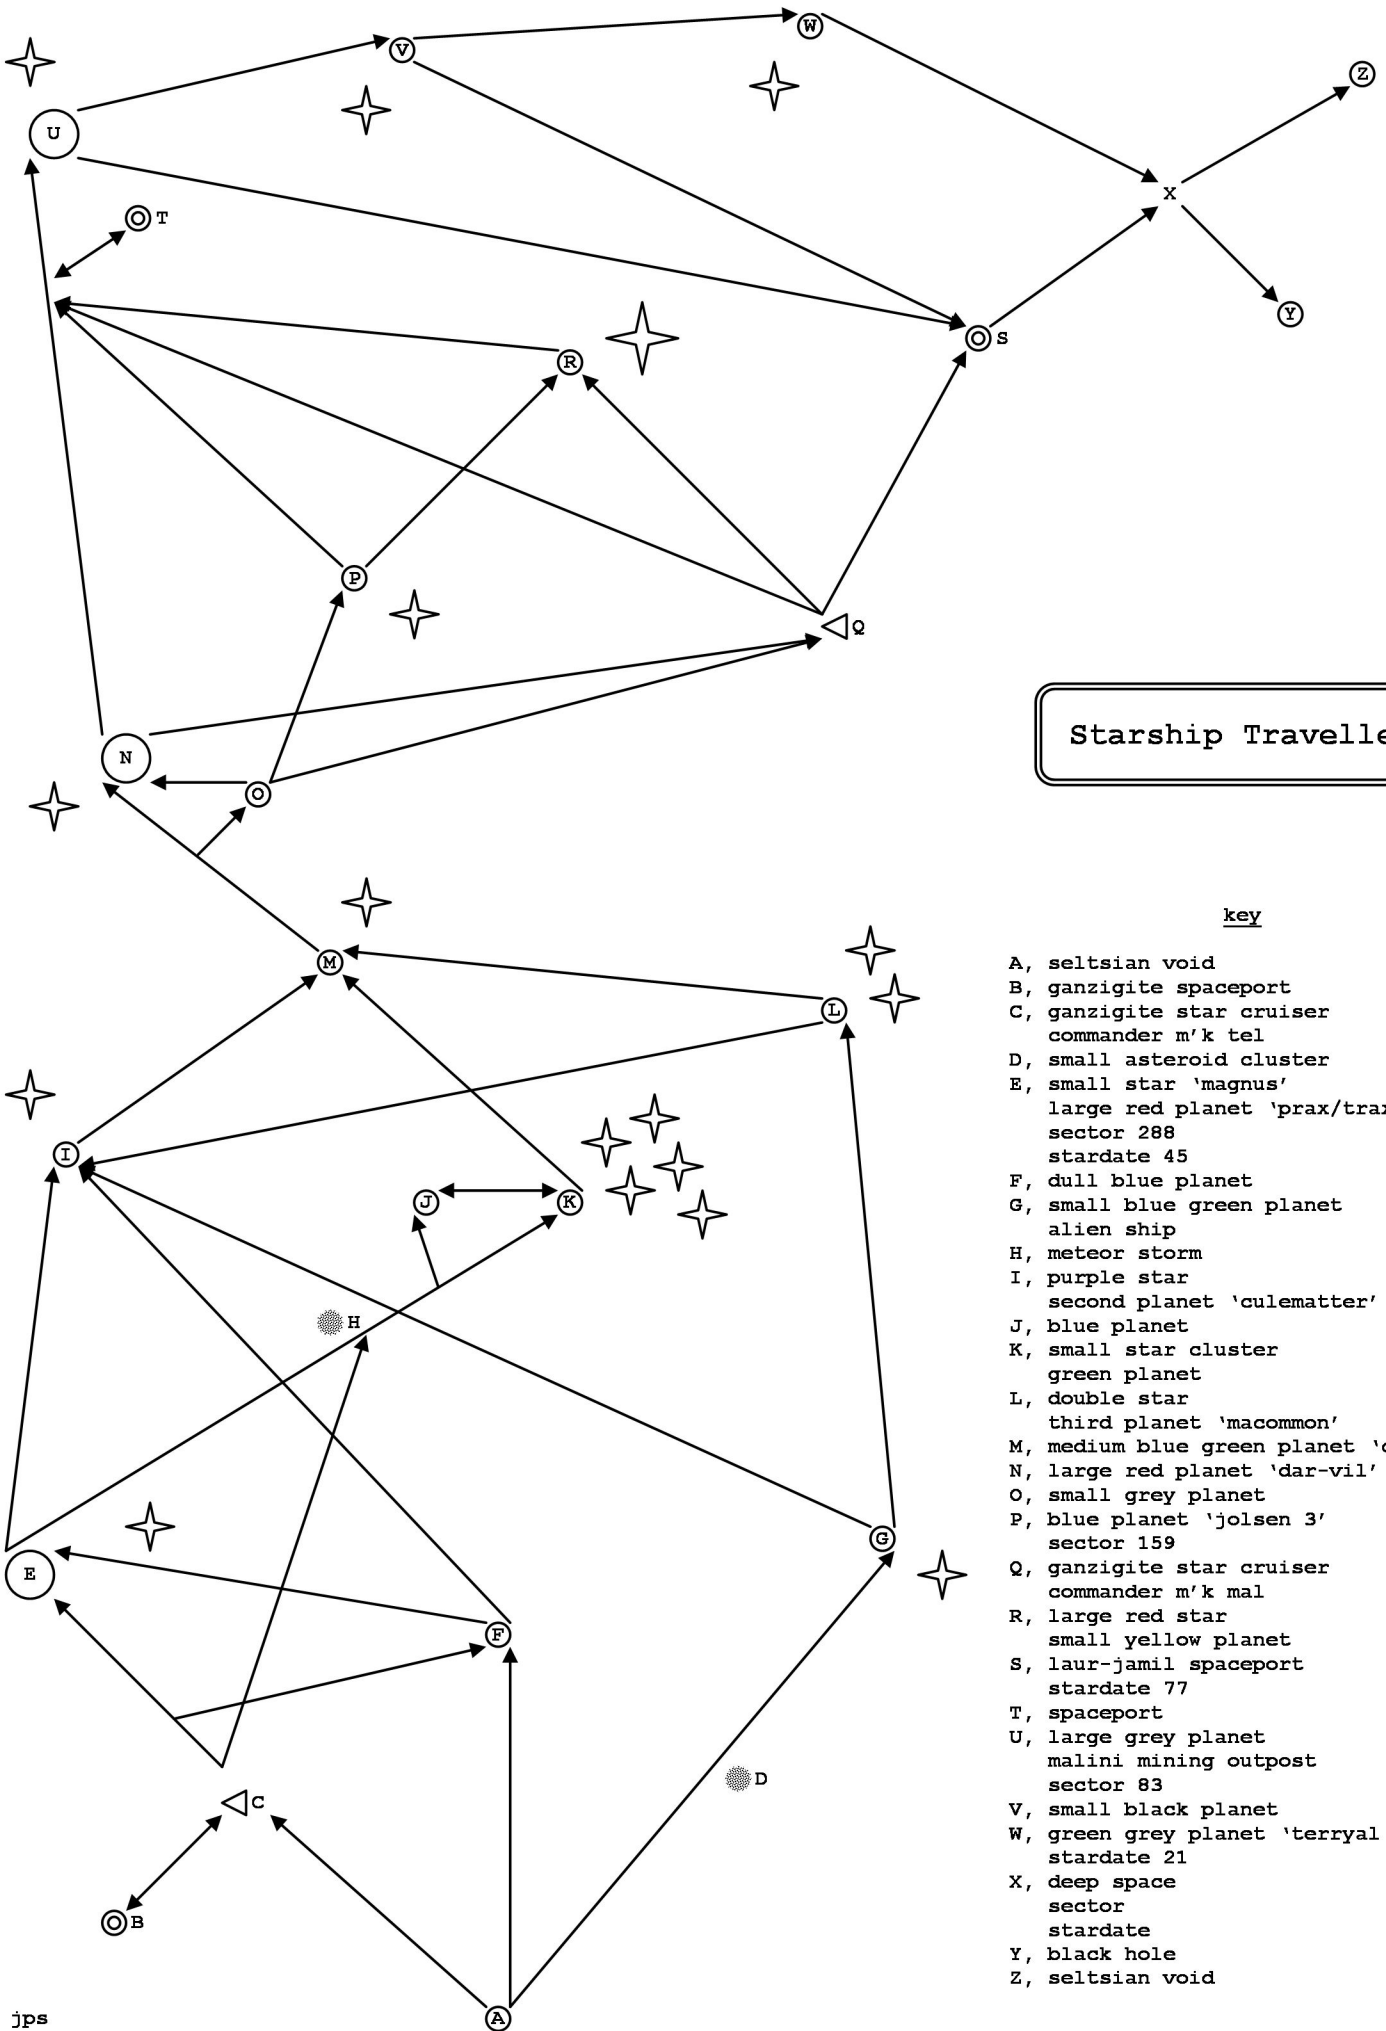 W
V
Z
U
X
T
Y
S
R
P
Q
Starship Travelle
N
O
key
M
A, seltsian void
B, ganzigite spaceport
L
C, ganzigite star cruiser
commander m’k tel
D, small asteroid cluster
E, small star ‘magnus’
large red planet ‘prax/trax
sector 288
I
stardate 45
F, dull blue planet
J
K
G, small blue green planet
alien ship
H, meteor storm
I, purple star
second planet ‘culematter’
H
J, blue planet
K, small star cluster
green planet
L, double star
third planet ‘macommon’
M, medium blue green planet
N, large red planet ‘dar-vil’
O, small grey planet
P, blue planet ‘jolsen 3’
G
sector 159
E
Q, ganzigite star cruiser
commander m’k mal
R, large red star
F
small yellow planet
S, laur-jamil spaceport
stardate 77
T, spaceport
U, large grey planet
malini mining outpost
D
sector 83
C
V, small black planet
W, green grey planet ‘terryal
stardate 21
X, deep space
sector
B
stardate
Y, black hole
Z, seltsian void
jps
A